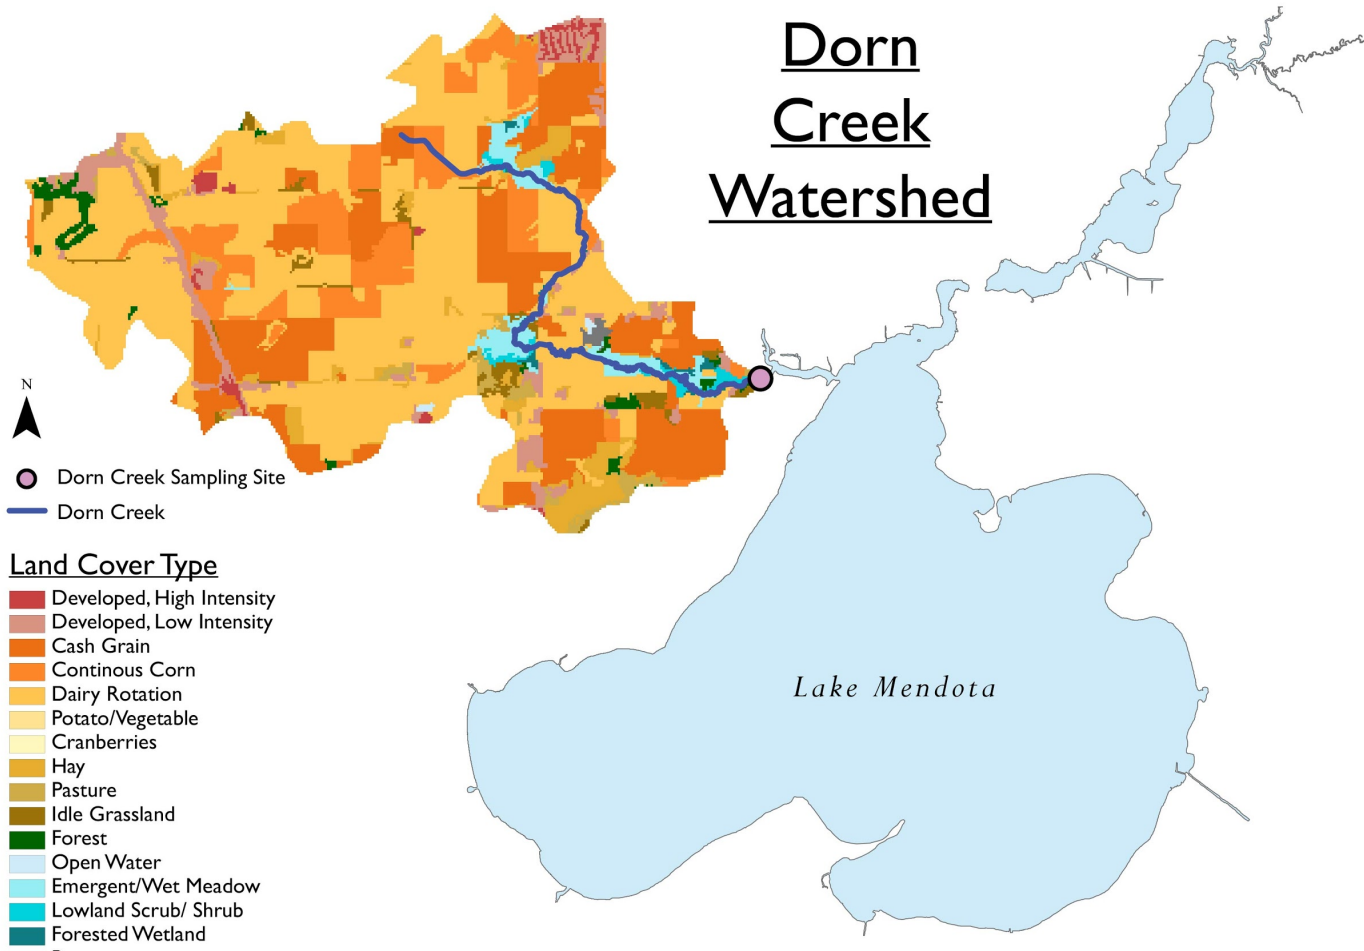 Dorn
Creek
Watershed
N
Dorn Creek Sampling Site
Dorn Creek
Land Cover Type
Developed, High Intensity
Developed, Low Intensity
Cash Grain
Continous Corn
Dairy Rotation
Potato/Vegetable
Cranberries
Hay
Pasture
Idle Grassland
Forest
Open Water
Emergent/Wet Meadow
Lowland Scrub/ Shrub
Forested Wetland
Lake Mendota